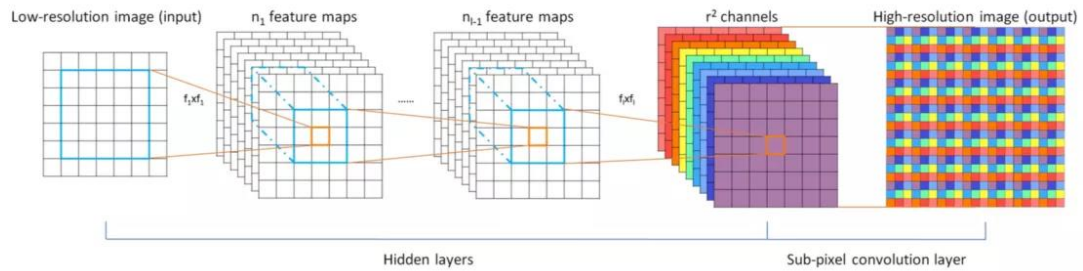 Low-resolution image (input)
n1 feature maps
nl-1 feature maps
r² channels
High-resolution image (output)
f1xf1
......
flxfl
Hidden layers
Sub-pixel convolution layer